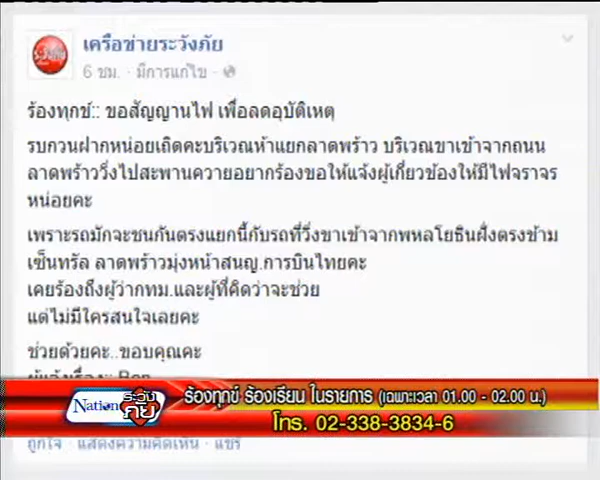 เครือข่ายระวังภัย
6 ชม. · มีการแก้ไข ·
ร้องทุกข์:: ขอสัญญานไฟ เพื่อลดอุบัติเหตุ
รบกวนฝากหน่อยเถิดคะบริเวณห้าแยกลาดพร้าว บริเวณขาเข้าจากถนน
ลาดพร้าววิ่งไปสะพานควายอยากร้องขอให้แจ้งผู้เกี่ยวข้องให้มีไฟจราจร
หน่อยคะ
เพราะรถมักจะชนกันตรงแยกนี้กับรถที่วิ่งขาเข้าจากพหลโยธินฝั่งตรงข้าม
เซ็นทรัล ลาดพร้าวมุ่งหน้าสนญ.การบินไทยคะ
เคยร้องถึงผู้ว่ากทม.และผู้ที่คิดว่าจะช่วย
แต่ไม่มีใครสนใจเลยคะ
ช่วยด้วยคะ..ขอบคุณคะ
Nation ระวังภัย
ร้องทุกข์ ร้องเรียน ในรายการ (เฉพาะเวลา 01.00 - 02.00 น.)
โทร. 02-338-3834-6
ถูกใจ · แสดงความคิดเห็น · แชร์